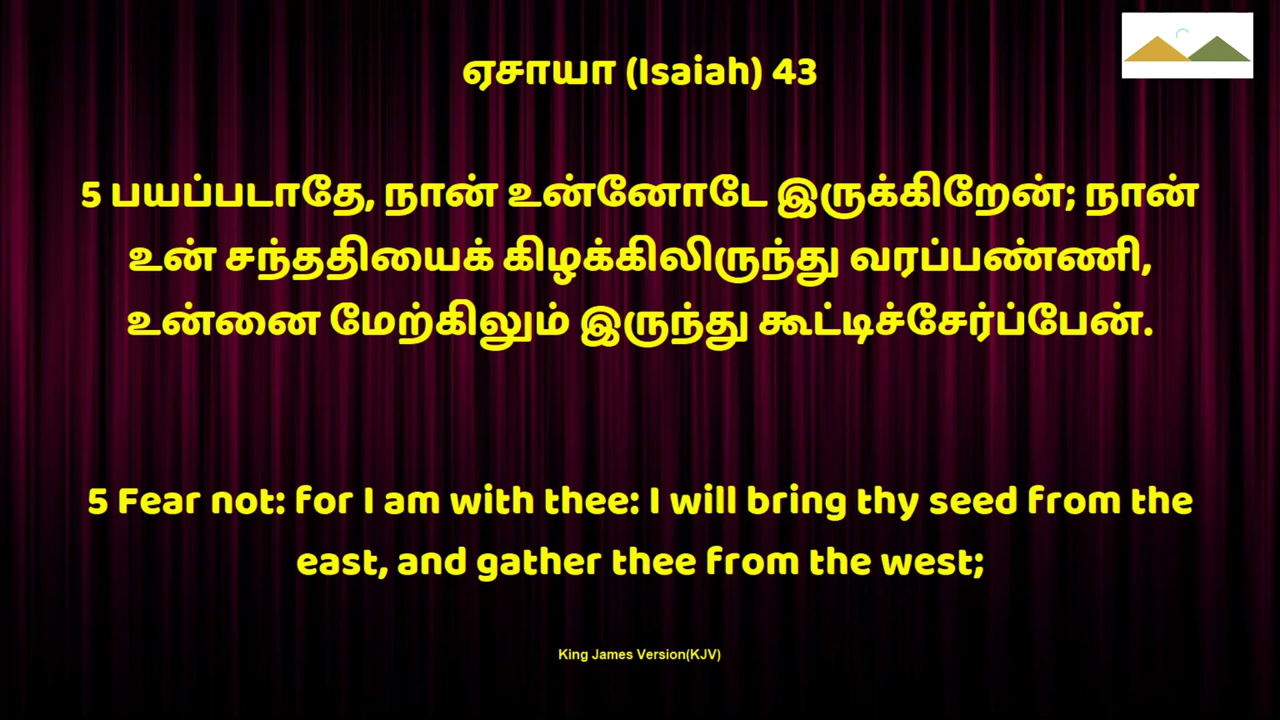 ஏசாயா (Isaiah) 43
5 பயப்படாதே, நான் உன்னோடே இருக்கிறேன்; நான்
உன் சந்ததியைக் கிழக்கிலிருந்து வரப்பண்ணி,
உன்னை மேற்கிலும் இருந்து கூட்டிச்சேர்ப்பேன்.
5 Fear not: for I am with thee: I will bring thy seed from the
east, and gather thee from the west;
King James Version(KJV)